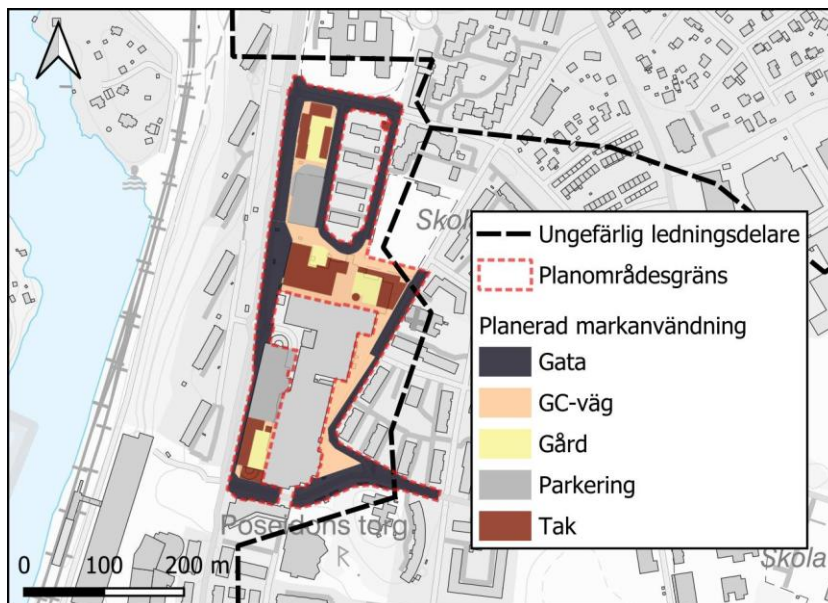 Skol
Ungefärlig ledningsdelare
Planområdesgräns
Planerad markanvändning
Gata
GC-väg
Gård
Parkering
Tak
Poseidons torg
R
0 100 200 m
Skola